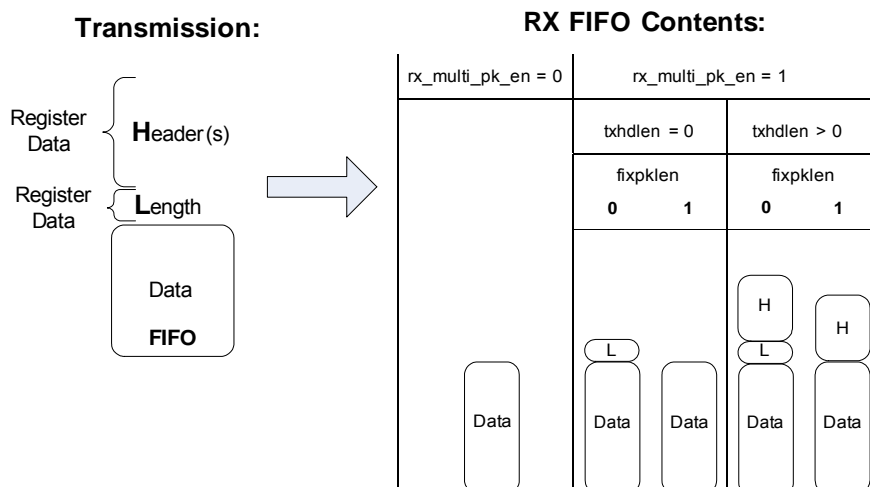 Transmission:
RX FIFO Contents:
rx_multi_pk_en = 0
rx_multi_pk_en = 1
txhdlen = 0
txhdlen > 0
fixpklen
fixpklen
0 1
0 1
Register
Data
Header(s)
Register
Data
Length
Data
FIFO
H
H
L
L
Data
Data
Data
Data
Data